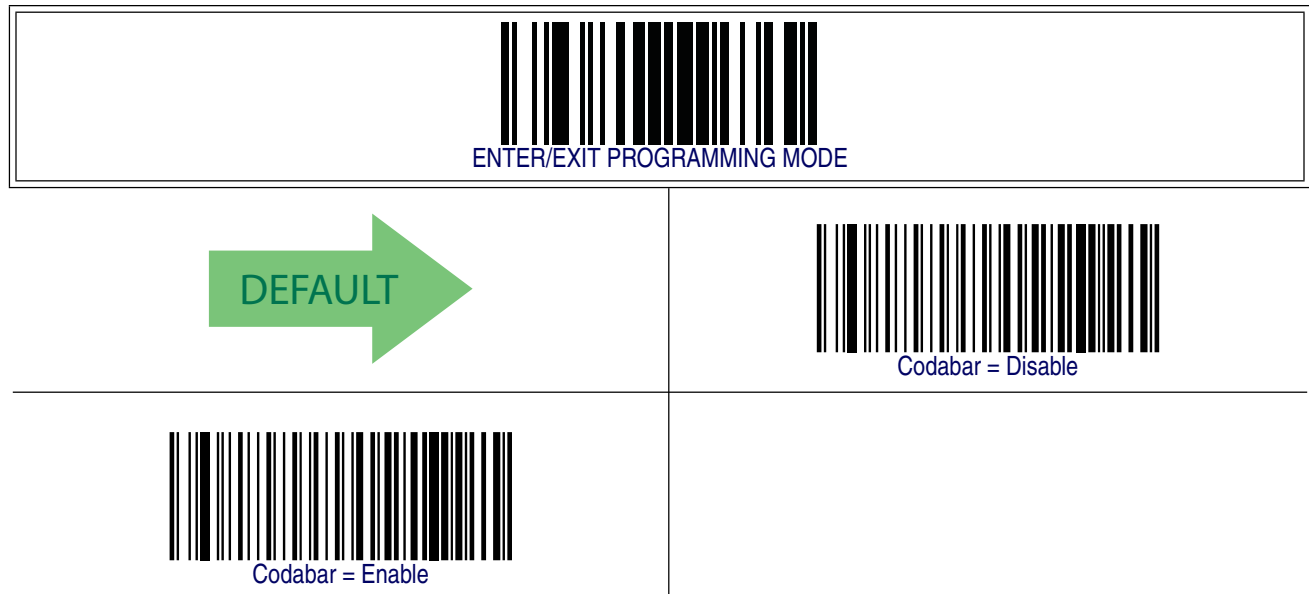 ENTER/EXIT PROGRAMMING MODE
DEFAULT
Codabar = Disable
Codabar = Enable